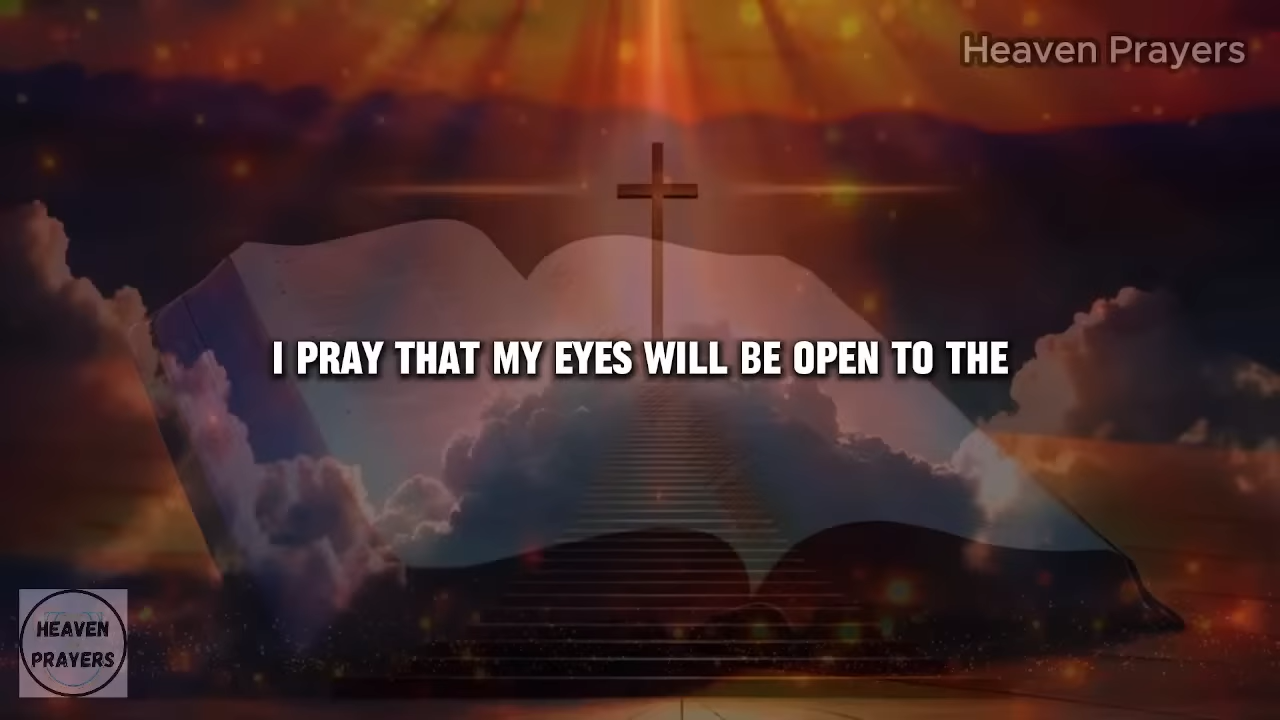 Heaven Prayers
I PRAY THAT MY EYES WILL BE OPEN TO THE
HEAVEN
PRAYERS